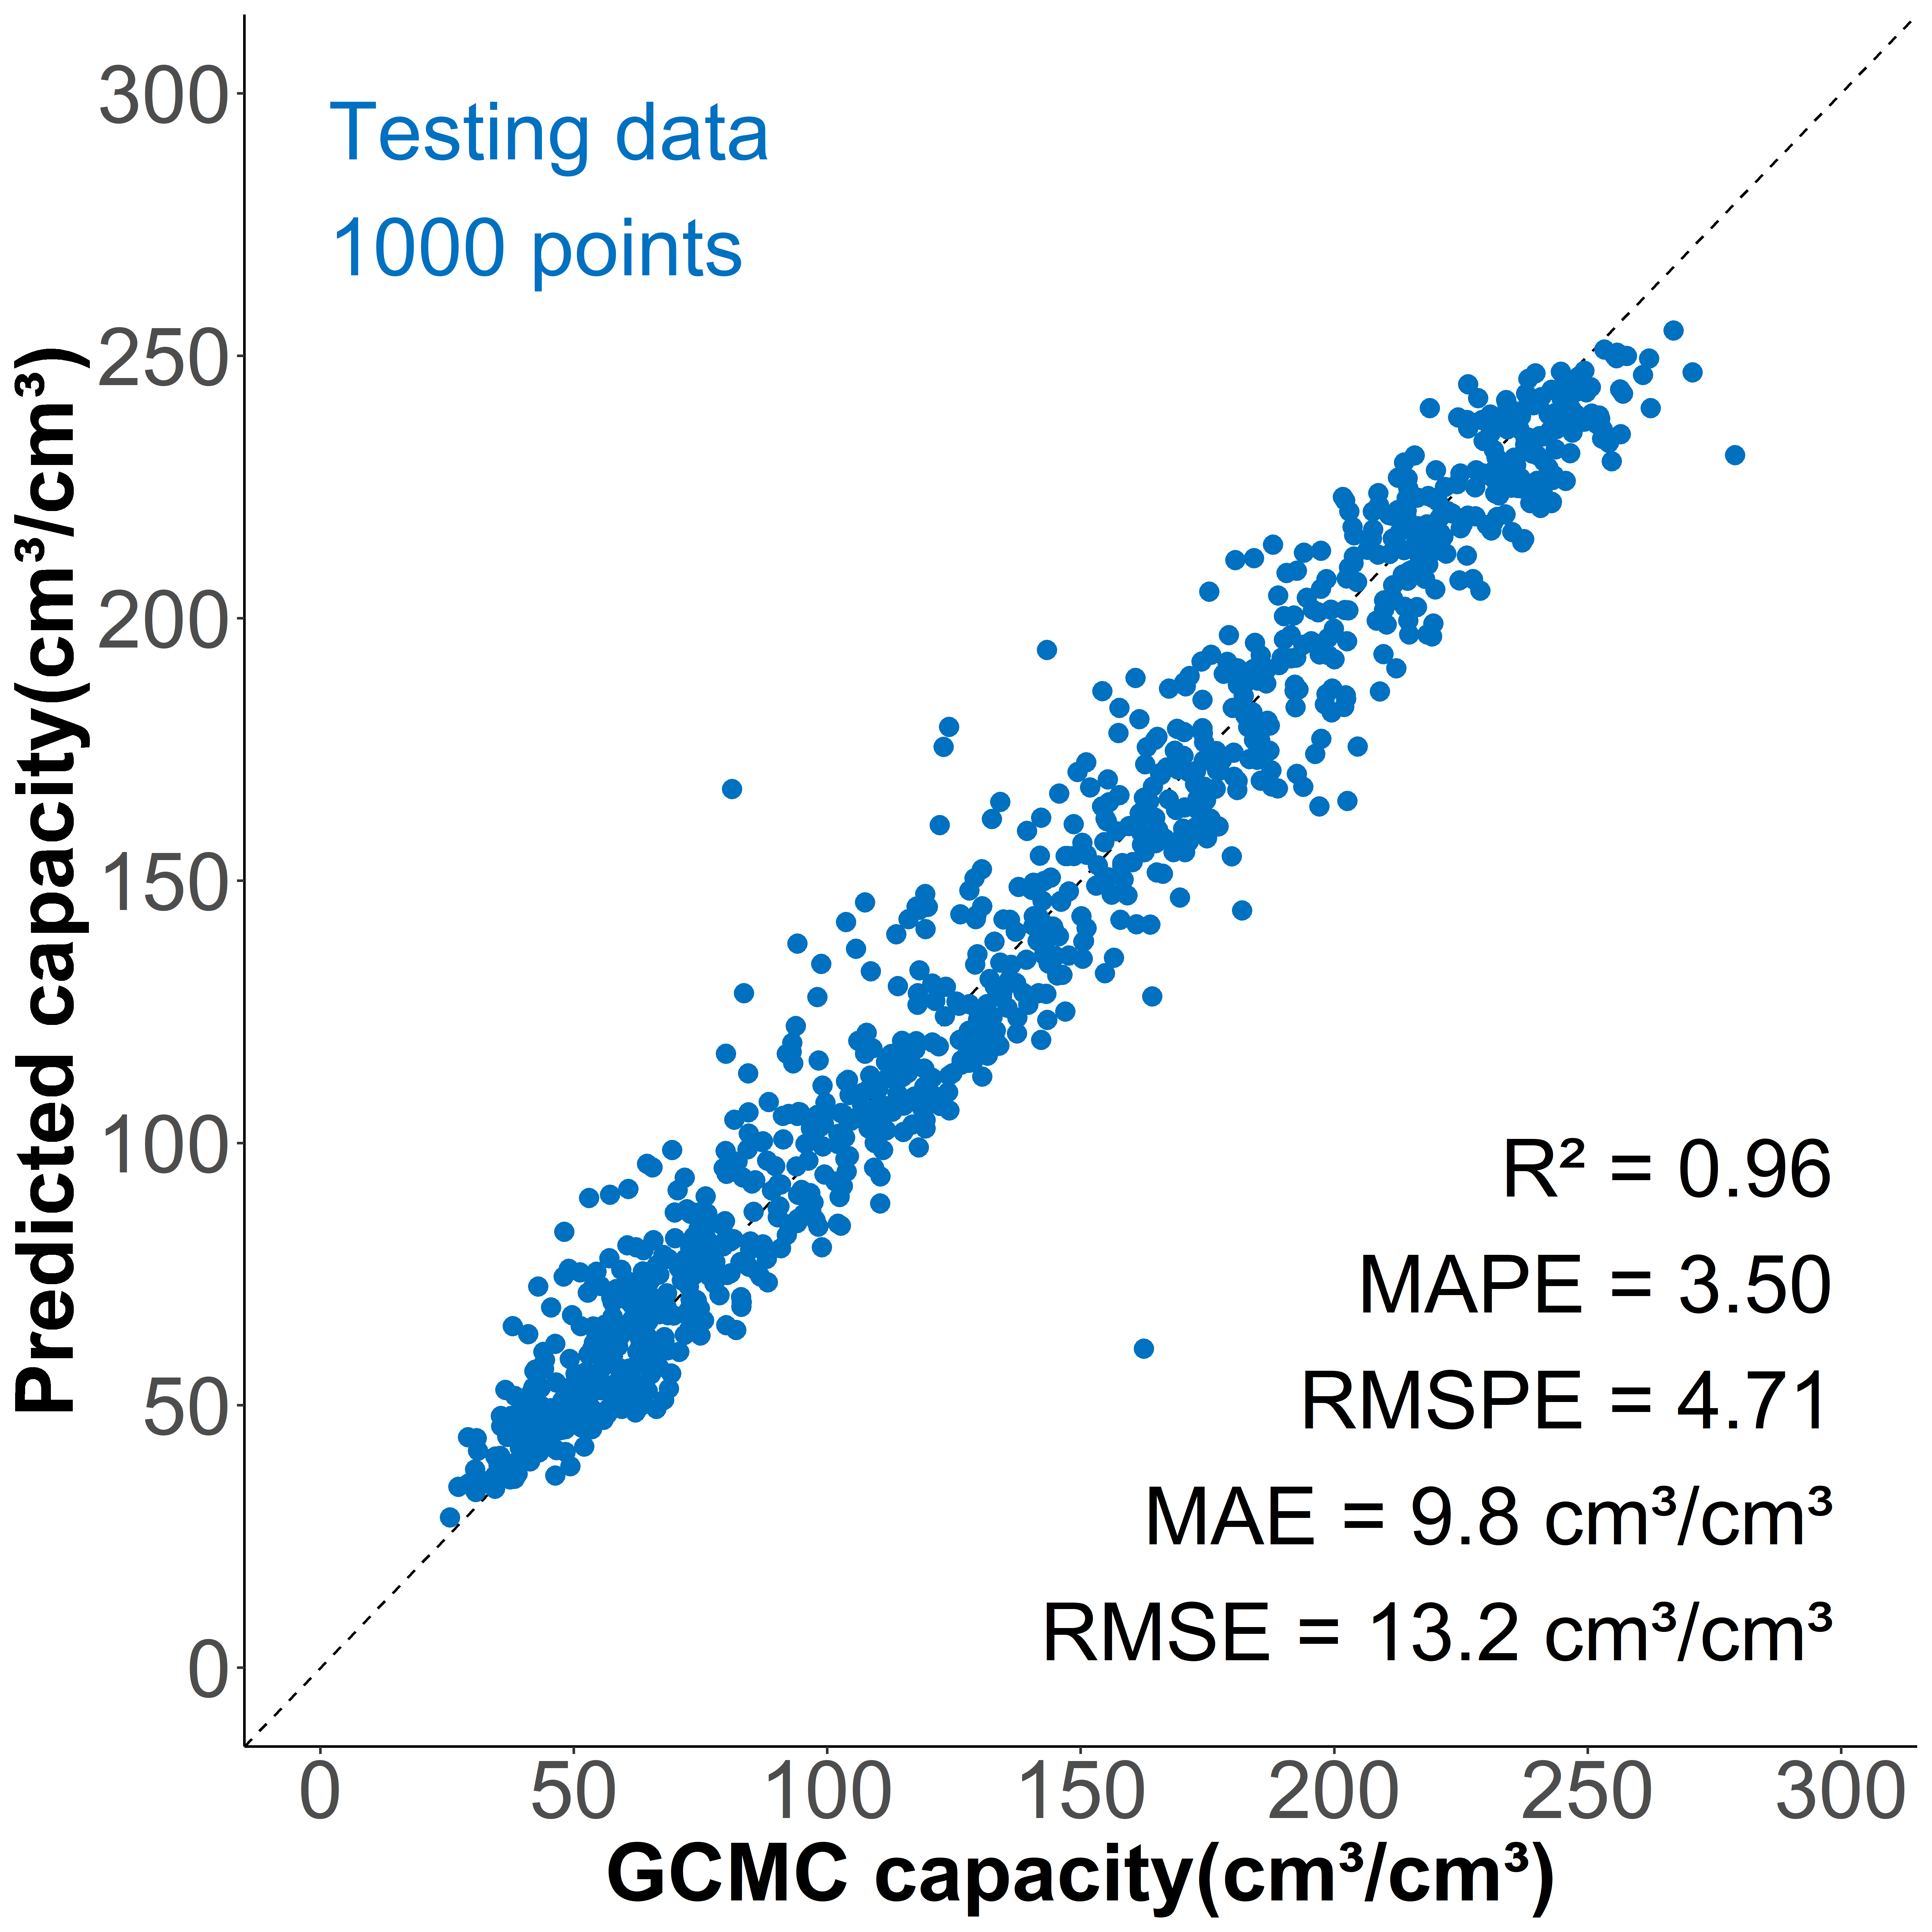 Testing data
1000 points
Predicted capacity(cm³/cm³)
300
250
200
150
100
50
0
R² = 0.96
MAPE = 3.50
RMSPE = 4.71
MAE = 9.8 cm³/cm³
RMSE = 13.2 cm³/cm³
0 50 100 150 200 250 300
GCMC capacity(cm³/cm³)